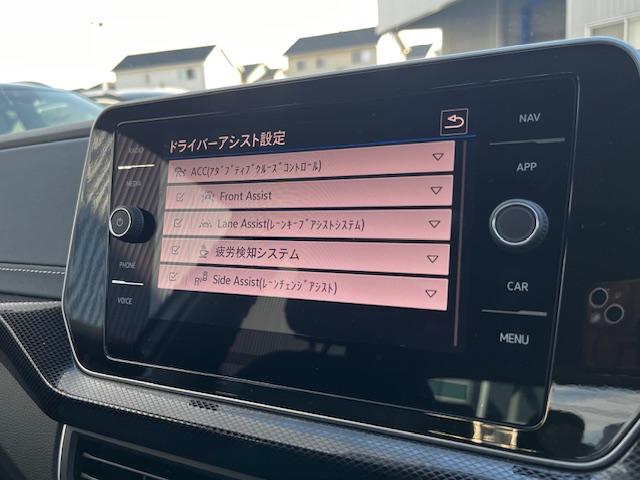 ドライバーアシスト設定
ACC(ｱﾀﾞﾌﾟﾃｨﾌﾞｸﾙｰｽﾞｺﾝﾄﾛｰﾙ)
Front Assist
Lane Assist(ﾚｰﾝｷｰﾌﾟｱｼｽﾄｼｽﾃﾑ)
疲労検知システム
Side Assist(ﾚｰﾝﾁｪﾝｼﾞｱｼｽﾄ)
RADIO
MEDIA
PHONE
VOICE
NAV
APP
CAR
MENU